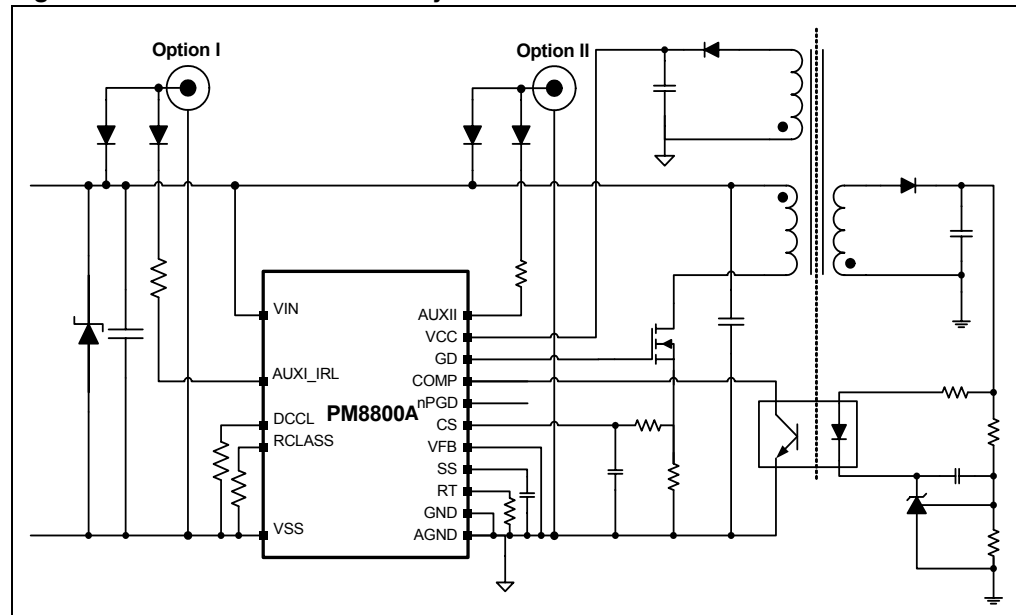 Option I
Option II
VIN
AUXI_IRL
DCCL
RCLASS
VSS
PM8800A
AUXII
VCC
GD
COMP
nPGD
CS
VFB
SS
RT
GND
AGND